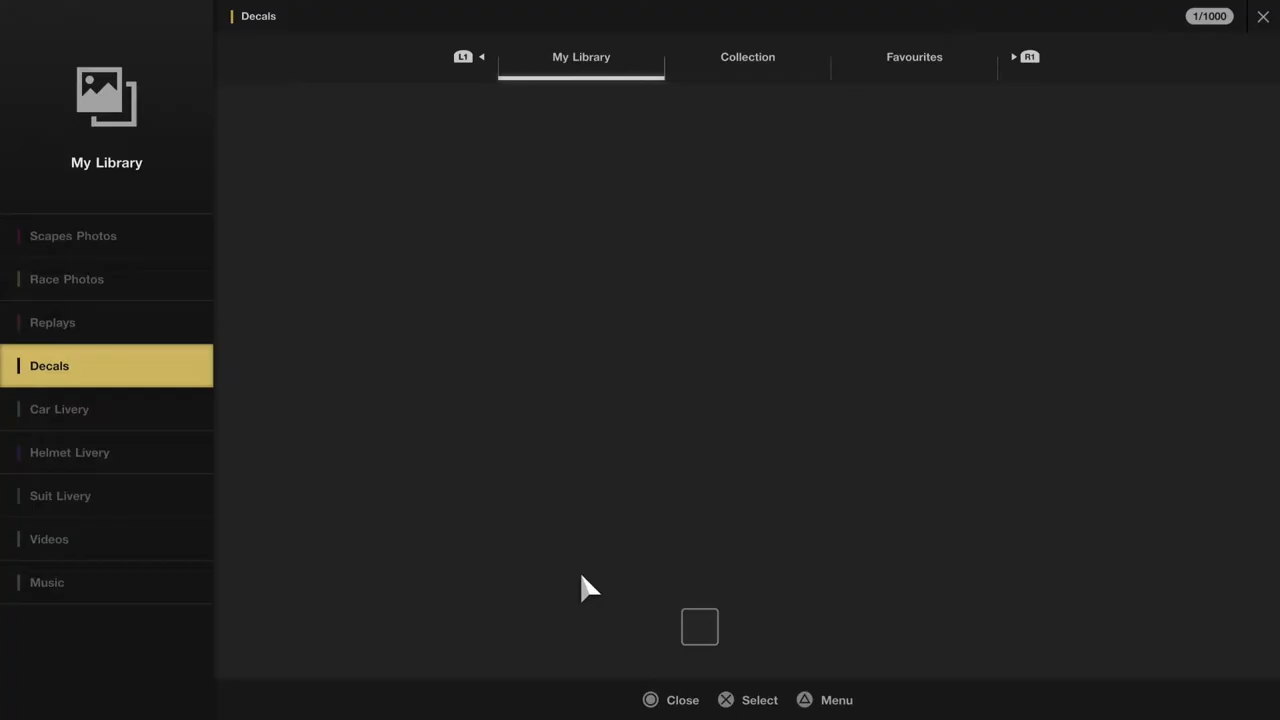 Decals
1/1000
L1
My Library
Collection
Favourites
R1
My Library
Scapes Photos
Race Photos
Replays
Decals
Car Livery
Helmet Livery
Suit Livery
Videos
Music
Close
Select
Menu